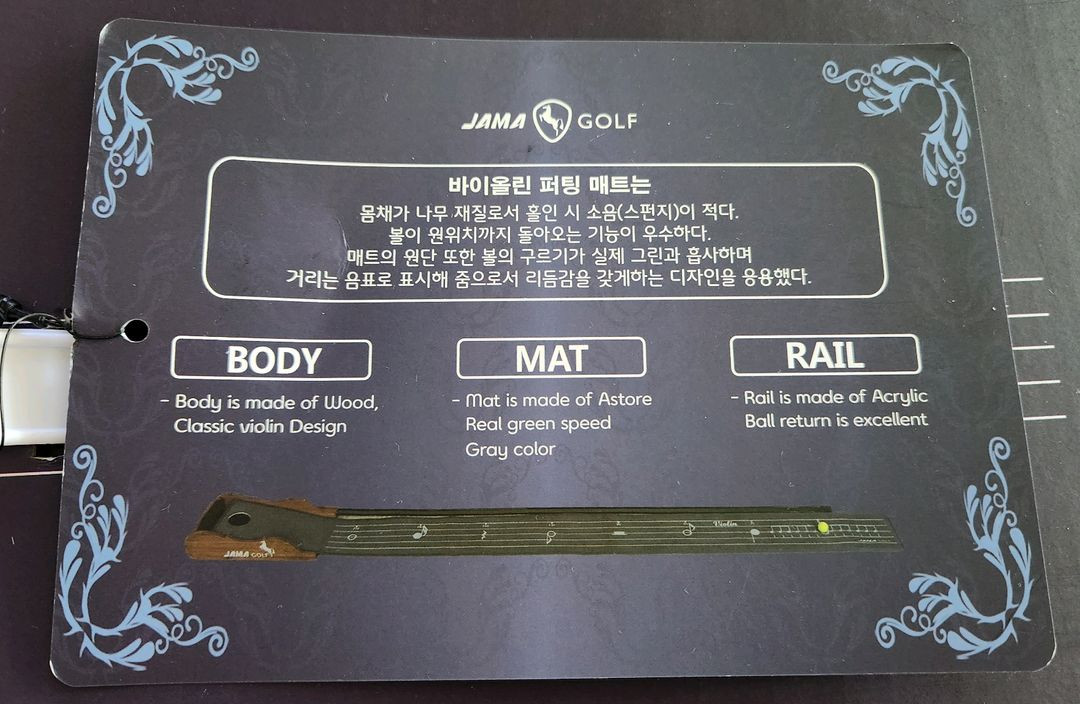 JAMA GOLF
바이올린 퍼팅 매트는
몸채가 나무 재질로서 홀인 시 소음(스펀지)이 적다.
볼이 원위치까지 돌아오는 기능이 우수하다.
매트의 원단 또한 볼의 구르기가 실제 그린과 흡사하며
거리는 음표로 표시해 줌으로서 리듬감을 갖게하는 디자인을 응용했다.
BODY
- Body is made of Wood,
Classic violin Design
MAT
- Mat is made of Astore
Real green speed
Gray color
RAIL
- Rail is made of Acrylic
Ball return is excellent
Violin
JAMA GOLF